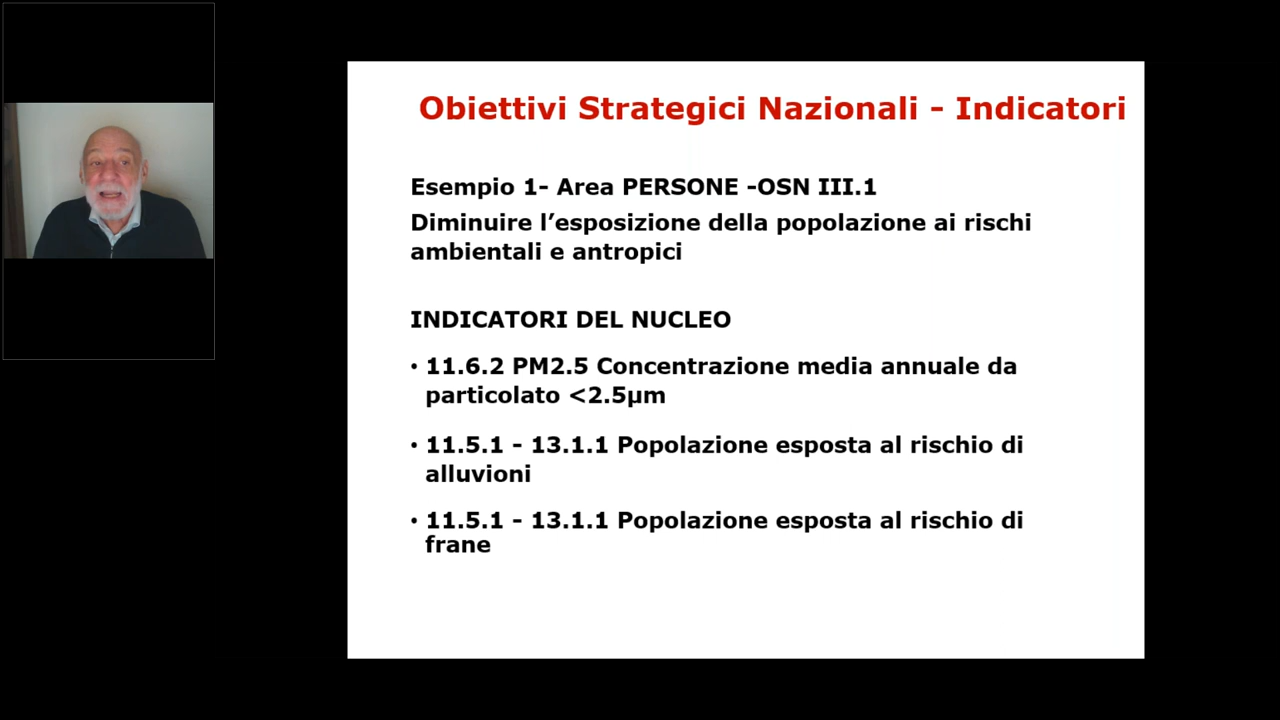 Obiettivi Strategici Nazionali - Indicatori
Esempio 1- Area PERSONE -OSN III.1
Diminuire l’esposizione della popolazione ai rischi
ambientali e antropici
INDICATORI DEL NUCLEO
• 11.6.2 PM2.5 Concentrazione media annuale da
particolato <2.5µm
• 11.5.1 - 13.1.1 Popolazione esposta al rischio di
alluvioni
• 11.5.1 - 13.1.1 Popolazione esposta al rischio di
frane